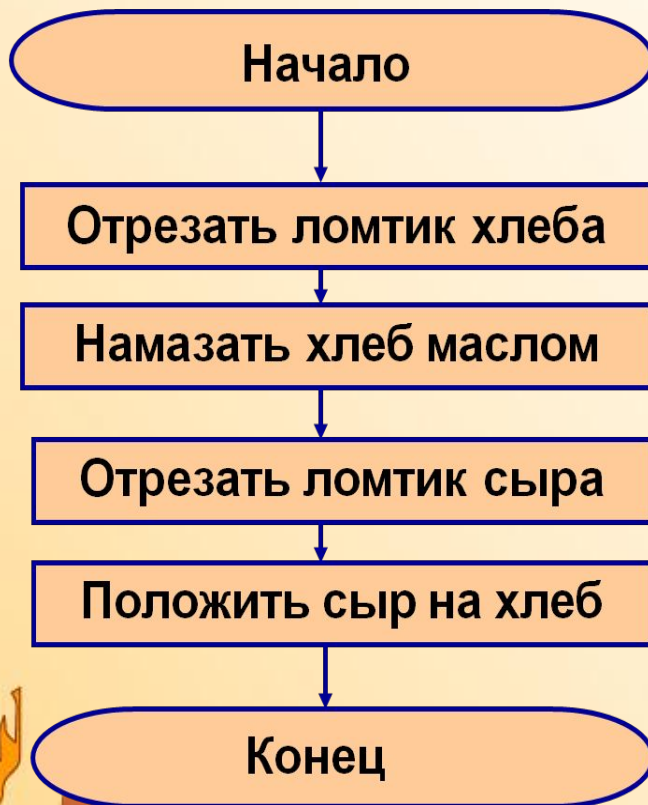 Начало
Отрезать ломтик хлеба
Намазать хлеб маслом
Отрезать ломтик сыра
Положить сыр на хлеб
Конец